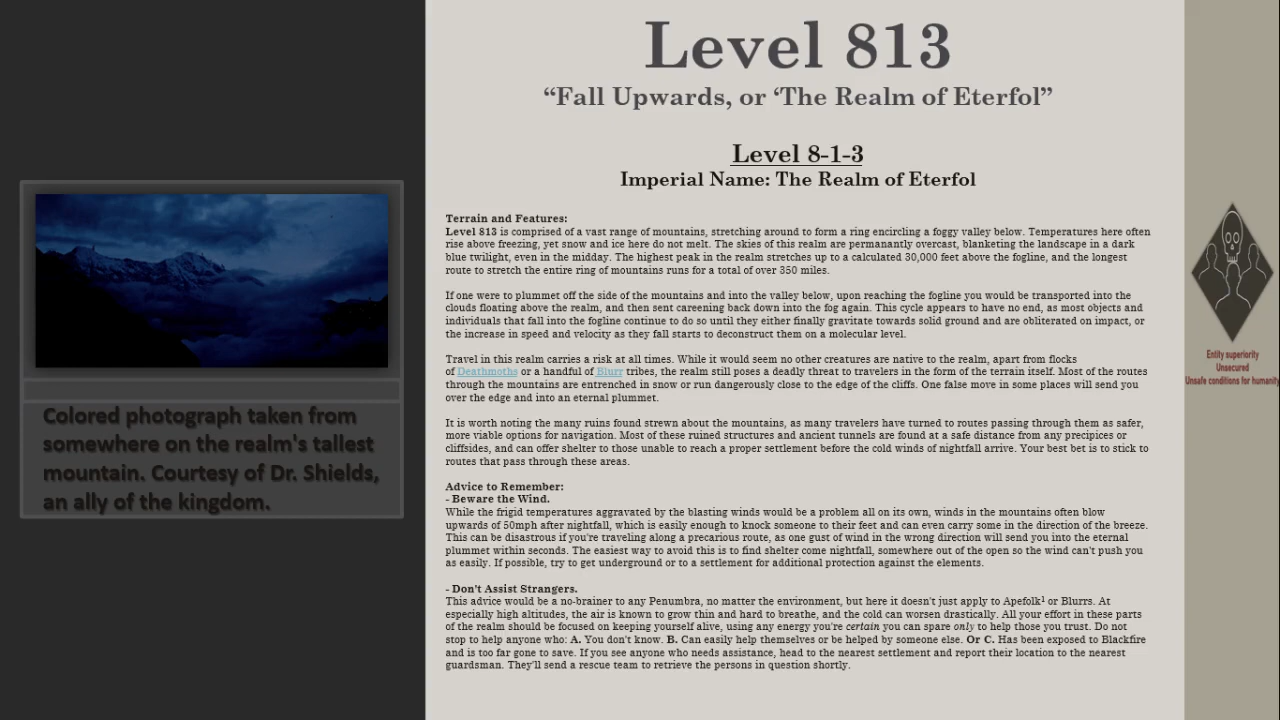 Level 813
“Fall Upwards, or ‘The Realm of Eterfol”
Level 8-1-3
Imperial Name: The Realm of Eterfol
Terrain and Features:
Level 813 is comprised of a vast range of mountains, stretching around to form a ring encircling a foggy valley below. Temperatures here often
rise above freezing, yet snow and ice here do not melt. The skies of this realm are permanantly overcast, blanketing the landscape in a dark
blue twilight, even in the midday. The highest peak in the realm stretches up to a calculated 30,000 feet above the fogline, and the longest
route to stretch the entire ring of mountains runs for a total of over 350 miles.
If one were to plummet off the side of the mountains and into the valley below, upon reaching the fogline you would be transported into the
clouds floating above the realm, and then sent careening back down into the fog again. This cycle appears to have no end, as most objects and
individuals that fall into the fogline continue to do so until they either finally gravitate towards solid ground and are obliterated on impact, or
the increase in speed and velocity as they fall starts to deconstruct them on a molecular level.
Travel in this realm carries a risk at all times. While it would seem no other creatures are native to the realm, apart from flocks
of Deathmoths or a handful of Blurr tribes, the realm still poses a deadly threat to travelers in the form of the terrain itself. Most of the routes
through the mountains are entrenched in snow or run dangerously close to the edge of the cliffs. One false move in some places will send you
over the edge and into an eternal plummet.
It is worth noting the many ruins found strewn about the mountains, as many travelers have turned to routes passing through them as safer,
more viable options for navigation. Most of these ruined structures and ancient tunnels are found at a safe distance from any precipices or
cliffsides, and can offer shelter to those unable to reach a proper settlement before the cold winds of nightfall arrive. Your best bet is to stick to
routes that pass through these areas.
Advice to Remember:
- Beware the Wind.
While the frigid temperatures aggravated by the blasting winds would be a problem all on its own, winds in the mountains often blow
upwards of 50mph after nightfall, which is easily enough to knock someone to their feet and can even carry some in the direction of the breeze.
This can be disastrous if you're traveling along a precarious route, as one gust of wind in the wrong direction will send you into the eternal
plummet within seconds. The easiest way to avoid this is to find shelter come nightfall, somewhere out of the open so the wind can't push you
as easily. If possible, try to get underground or to a settlement for additional protection against the elements.
- Don't Assist Strangers.
This advice would be a no-brainer to any Penumbra, no matter the environment, but here it doesn't just apply to Apefolk¹ or Blurrs. At
especially high altitudes, the air is known to grow thin and hard to breathe, and the cold can worsen drastically. All your effort in these parts
of the realm should be focused on keeping yourself alive, using any energy you're certain you can spare only to help those you trust. Do not
stop to help anyone who: A. You don't know. B. Can easily help themselves or be helped by someone else. Or C. Has been exposed to Blackfire
and is too far gone to save. If you see anyone who needs assistance, head to the nearest settlement and report their location to the nearest
guardsman. They'll send a rescue team to retrieve the persons in question shortly.
Colored photograph taken from
somewhere on the realm's tallest
mountain. Courtesy of Dr. Shields,
an ally of the kingdom.
Entity superiority
Unsecured
Unsafe conditions for humanity